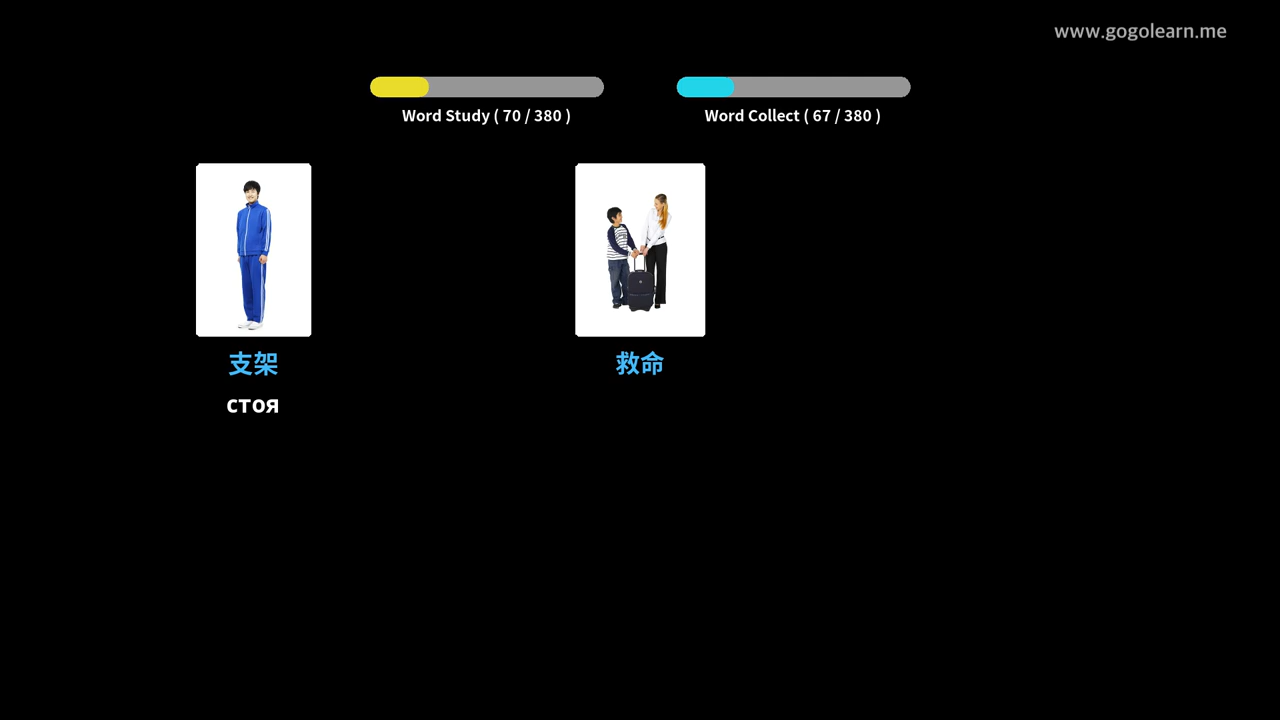 www.gogolearn.me
Word Study ( 70 / 380 )
Word Collect ( 67 / 380 )
支架
救命
стоя